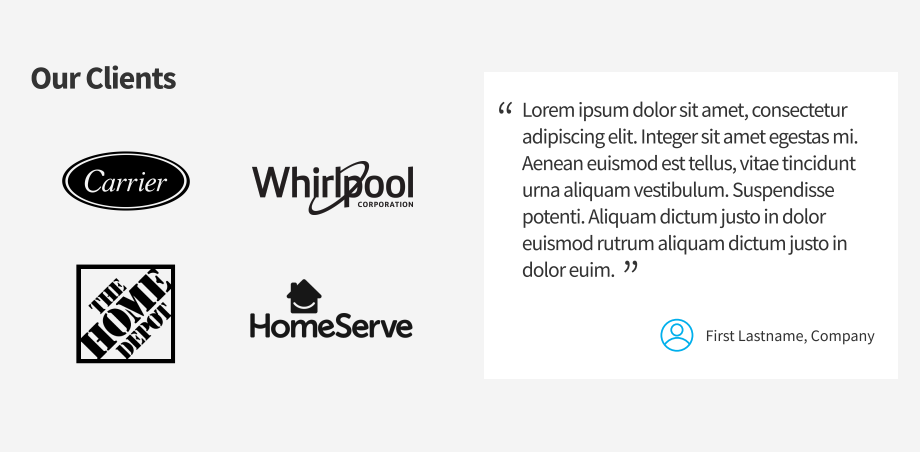 Our Clients
Carrier
Whirlpool
CORPORATION
THE
HOME
DEPOT
HomeServe
“ Lorem ipsum dolor sit amet, consectetur
adipiscing elit. Integer sit amet egestas mi.
Aenean euismod est tellus, vitae tincidunt
urna aliquam vestibulum. Suspendisse
potenti. Aliquam dictum justo in dolor
euismod rutrum aliquam dictum justo in
dolor euim. ”
First Lastname, Company